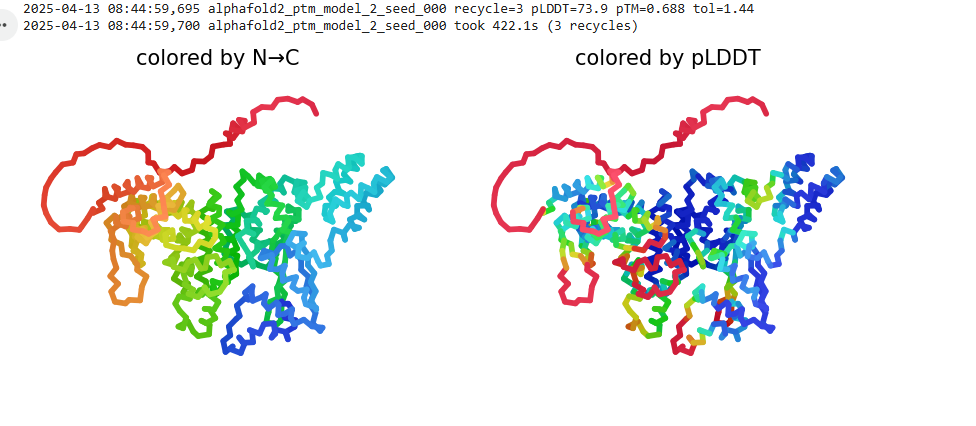 2025-04-13 08:44:59,695 alphafold2_ptm_model_2_seed_000 recycle=3 pLDDT=73.9 pTM=0.688 tol=1.44
2025-04-13 08:44:59,700 alphafold2_ptm_model_2_seed_000 took 422.1s (3 recycles)
colored by N→C
colored by pLDDT